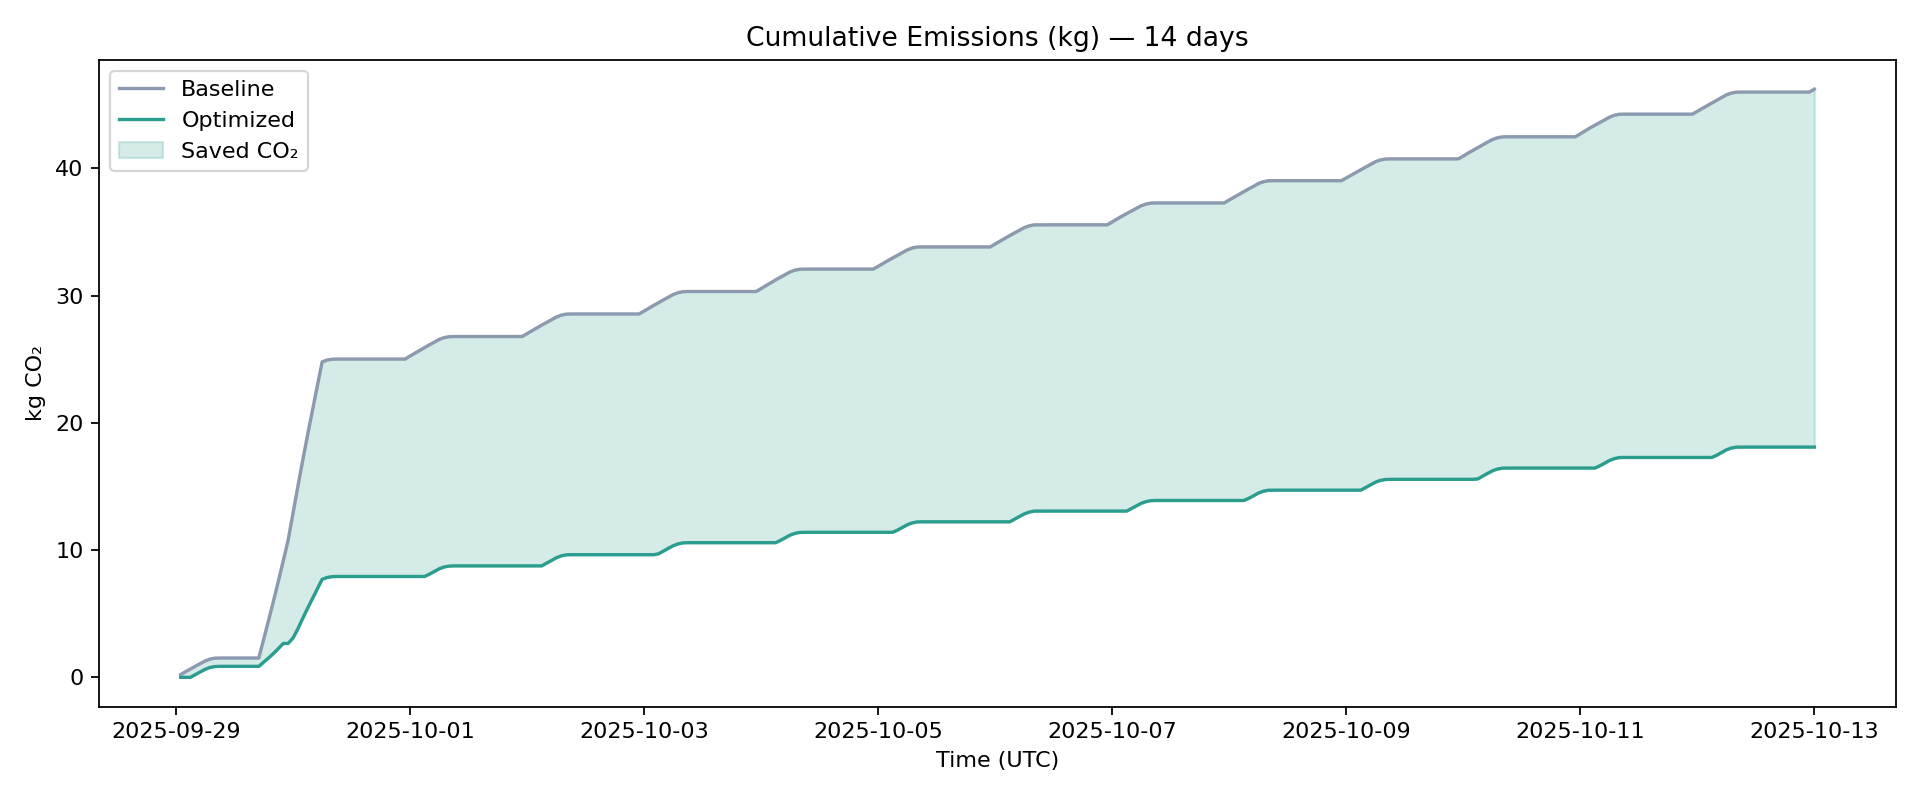 Cumulative Emissions (kg) — 14 days
Baseline
Optimized
Saved CO₂
kg CO₂
40
30
20
10
0
2025-09-29 2025-10-01 2025-10-03 2025-10-05 2025-10-07 2025-10-09 2025-10-11 2025-10-13
Time (UTC)